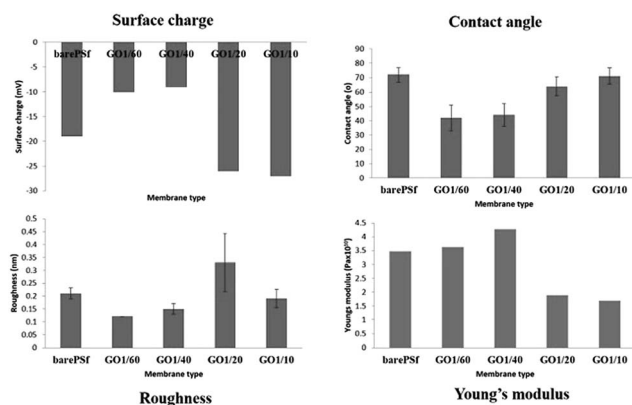 Surface charge
0
-5
-10
-15
-20
-25
-30
Surface charge (mV)
barePSf GO1/60 GO1/40 GO1/20 GO1/10
Membrane type
Contact angle
90
80
70
60
50
40
30
20
10
0
Contact angle (o)
barePSf GO1/60 GO1/40 GO1/20 GO1/10
Membrane type
0.5
0.45
0.4
0.35
0.3
0.25
0.2
0.15
0.1
0.05
0
Roughness (nm)
barePSf GO1/60 GO1/40 GO1/20 GO1/10
Membrane type
Roughness
4.5
4
3.5
3
2.5
2
1.5
1
0.5
0
Youngs modulus (Pax10¹⁰)
barePSf GO1/60 GO1/40 GO1/20 GO1/10
Membrane type
Young's modulus